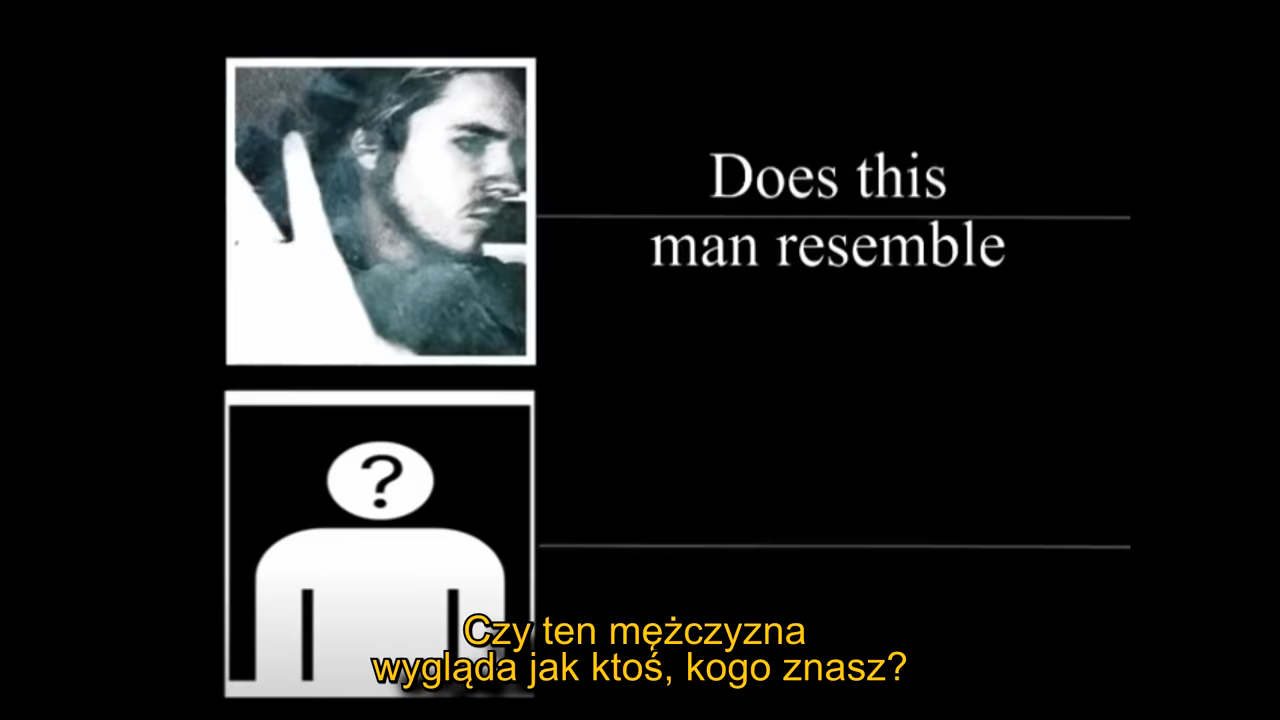 Does this
man resemble
?
Czy ten mężczyzna
wygląda jak ktoś, kogo znasz?